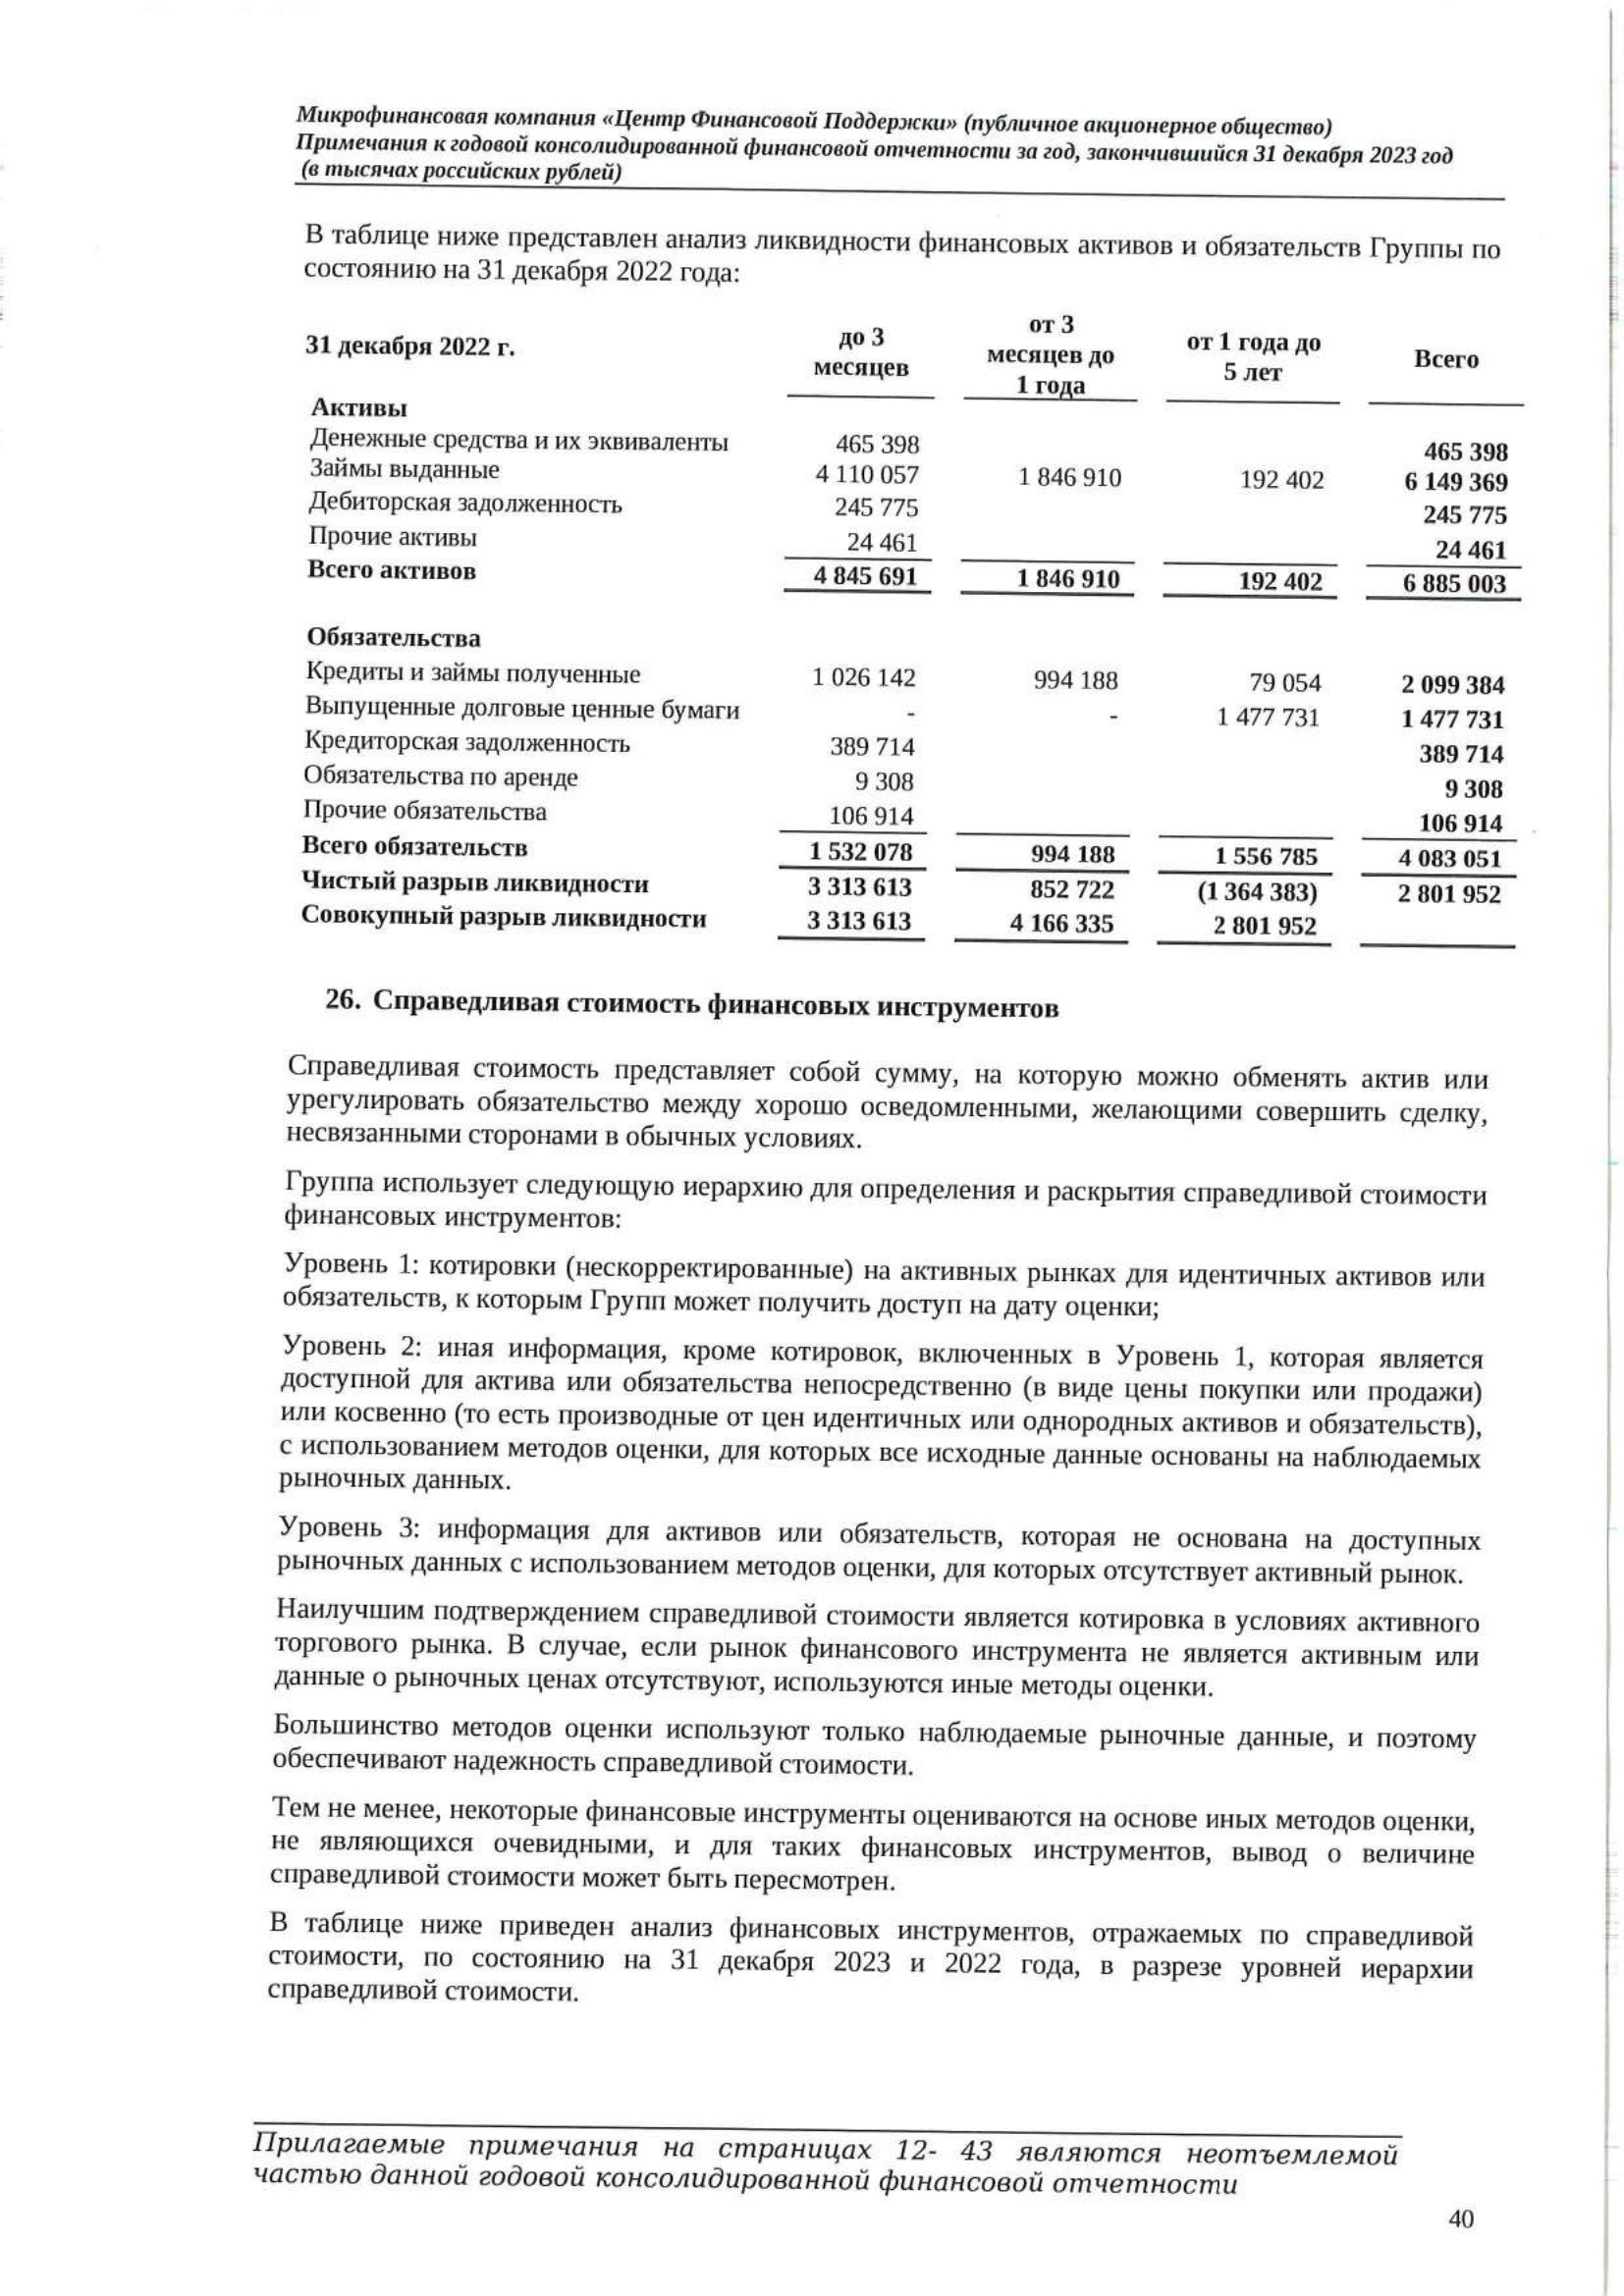 Микрофинансовая компания «Центр Финансовой Поддержки» (публичное акционерное общество)
Примечания к годовой консолидированной финансовой отчетности за год, закончившийся 31 декабря 2023 год
(в тысячах российских рублей)
В таблице ниже представлен анализ ликвидности финансовых активов и обязательств Группы по
состоянию на 31 декабря 2022 года:
31 декабря 2022 г. до 3 месяцев от 3 месяцев до 1 года от 1 года до 5 лет Всего
Активы
Денежные средства и их эквиваленты 465 398 465 398
Займы выданные 4 110 057 1 846 910 192 402 6 149 369
Дебиторская задолженность 245 775 245 775
Прочие активы 24 461 24 461
Всего активов 4 845 691 1 846 910 192 402 6 885 003
Обязательства
Кредиты и займы полученные 1 026 142 994 188 79 054 2 099 384
Выпущенные долговые ценные бумаги - - 1 477 731 1 477 731
Кредиторская задолженность 389 714 389 714
Обязательства по аренде 9 308 9 308
Прочие обязательства 106 914 106 914
Всего обязательств 1 532 078 994 188 1 556 785 4 083 051
Чистый разрыв ликвидности 3 313 613 852 722 (1 364 383) 2 801 952
Совокупный разрыв ликвидности 3 313 613 4 166 335 2 801 952
26. Справедливая стоимость финансовых инструментов
Справедливая стоимость представляет собой сумму, на которую можно обменять актив или
урегулировать обязательство между хорошо осведомленными, желающими совершить сделку,
несвязанными сторонами в обычных условиях.
Группа использует следующую иерархию для определения и раскрытия справедливой стоимости
финансовых инструментов:
Уровень 1: котировки (нескорректированные) на активных рынках для идентичных активов или
обязательств, к которым Групп может получить доступ на дату оценки;
Уровень 2: иная информация, кроме котировок, включенных в Уровень 1, которая является
доступной для актива или обязательства непосредственно (в виде цены покупки или продажи)
или косвенно (то есть производные от цен идентичных или однородных активов и обязательств),
с использованием методов оценки, для которых все исходные данные основаны на наблюдаемых
рыночных данных.
Уровень 3: информация для активов или обязательств, которая не основана на доступных
рыночных данных с использованием методов оценки, для которых отсутствует активный рынок.
Наилучшим подтверждением справедливой стоимости является котировка в условиях активного
торгового рынка. В случае, если рынок финансового инструмента не является активным или
данные о рыночных ценах отсутствуют, используются иные методы оценки.
Большинство методов оценки используют только наблюдаемые рыночные данные, и поэтому
обеспечивают надежность справедливой стоимости.
Тем не менее, некоторые финансовые инструменты оцениваются на основе иных методов оценки,
не являющихся очевидными, и для таких финансовых инструментов, вывод о величине
справедливой стоимости может быть пересмотрен.
В таблице ниже приведен анализ финансовых инструментов, отражаемых по справедливой
стоимости, по состоянию на 31 декабря 2023 и 2022 года, в разрезе уровней иерархии
справедливой стоимости.
Прилагаемые примечания на страницах 12- 43 являются неотъемлемой
частью данной годовой консолидированной финансовой отчетности
40